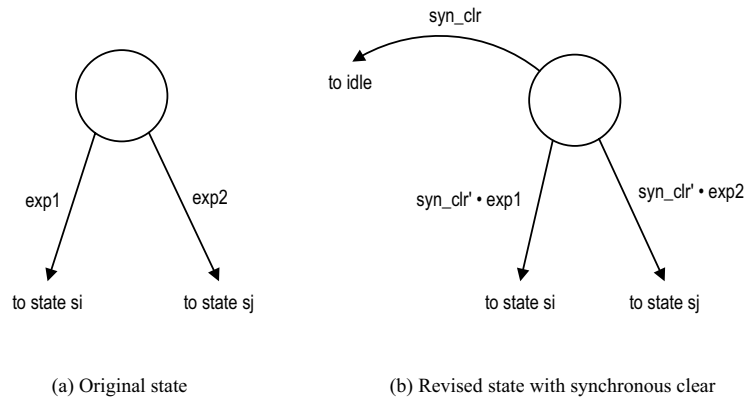 syn_clr
to idle
exp1
exp2
syn_clr' • exp1
syn_clr' • exp2
to state si
to state sj
to state si
to state sj
(a) Original state
(b) Revised state with synchronous clear